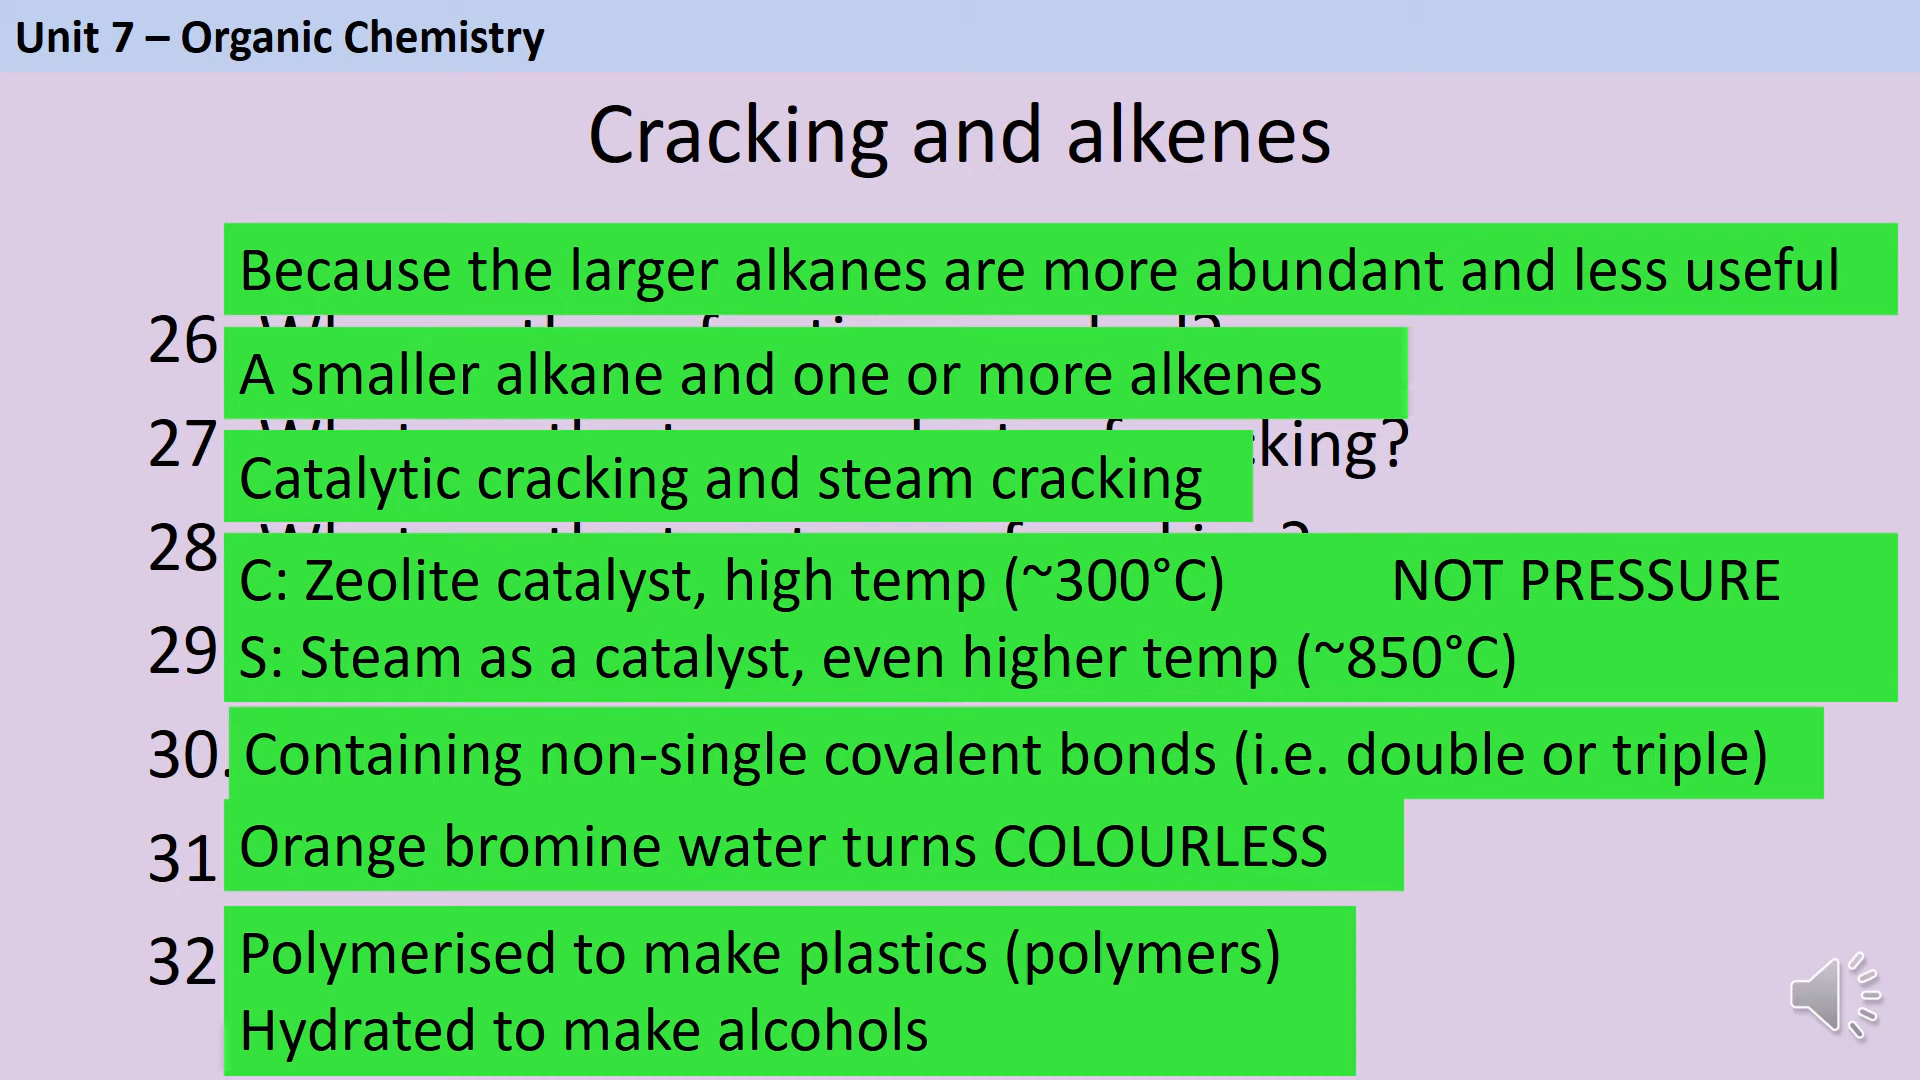 Unit 7 – Organic Chemistry
Cracking and alkenes
Because the larger alkanes are more abundant and less useful
26
A smaller alkane and one or more alkenes
27 king?
Catalytic cracking and steam cracking
28
C: Zeolite catalyst, high temp (~300°C) NOT PRESSURE
29 S: Steam as a catalyst, even higher temp (~850°C)
30. Containing non-single covalent bonds (i.e. double or triple)
31 Orange bromine water turns COLOURLESS
32 Polymerised to make plastics (polymers)
Hydrated to make alcohols